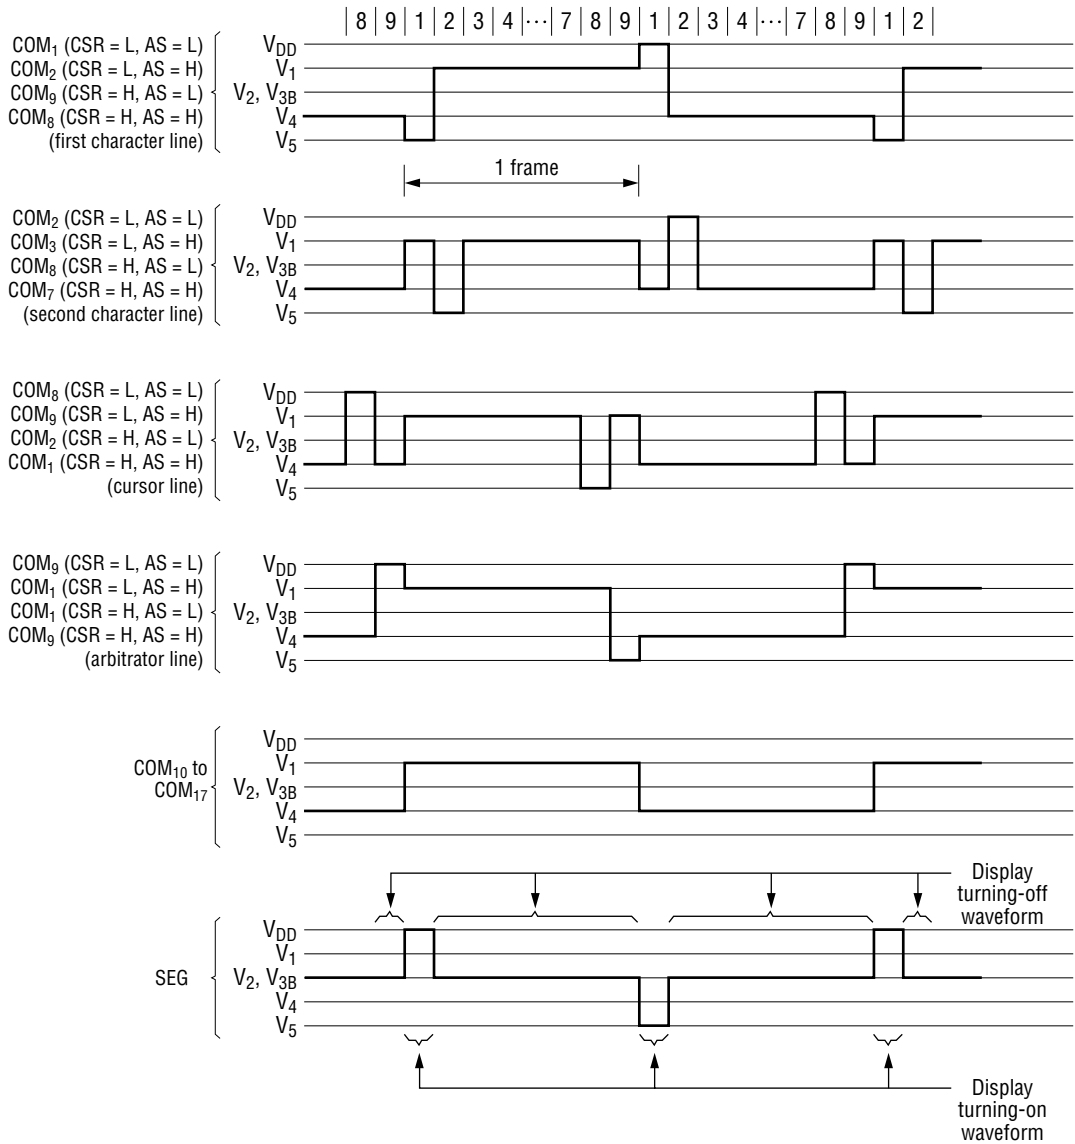 8 9 1 2 3 4 ··· 7 8 9 1 2 3 4 ··· 7 8 9 1 2
COM₁ (CSR = L, AS = L)
COM₂ (CSR = L, AS = H)
COM₉ (CSR = H, AS = L)
COM₈ (CSR = H, AS = H)
(first character line)
V_DD
V₁
V₂, V₃B
V₄
V₅
1 frame
COM₂ (CSR = L, AS = L)
COM₃ (CSR = L, AS = H)
COM₈ (CSR = H, AS = L)
COM₇ (CSR = H, AS = H)
(second character line)
V_DD
V₁
V₂, V₃B
V₄
V₅
COM₈ (CSR = L, AS = L)
COM₉ (CSR = L, AS = H)
COM₂ (CSR = H, AS = L)
COM₁ (CSR = H, AS = H)
(cursor line)
V_DD
V₁
V₂, V₃B
V₄
V₅
COM₉ (CSR = L, AS = L)
COM₁ (CSR = L, AS = H)
COM₁ (CSR = H, AS = L)
COM₉ (CSR = H, AS = H)
(arbitrator line)
V_DD
V₁
V₂, V₃B
V₄
V₅
COM₁₀ to
COM₁₇
V_DD
V₁
V₂, V₃B
V₄
V₅
Display
turning-off
waveform
SEG
V_DD
V₁
V₂, V₃B
V₄
V₅
Display
turning-on
waveform